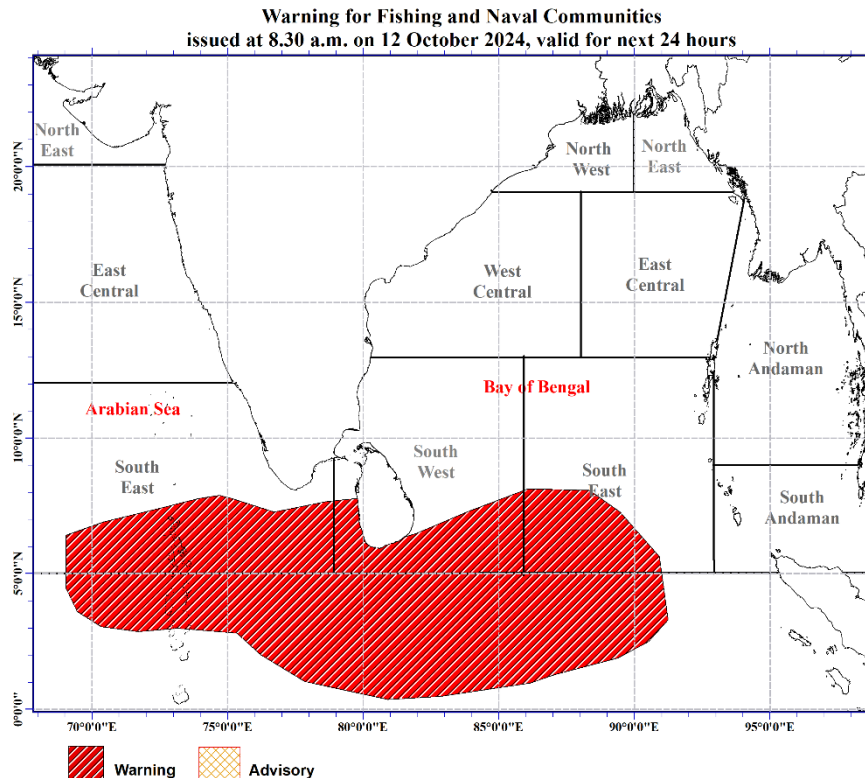 Warning for Fishing and Naval Communities
issued at 8.30 a.m. on 12 October 2024, valid for next 24 hours
North
East
North
West
North
East
20°0'0"N
East
Central
West
Central
East
Central
15°0'0"N
North
Andaman
Arabian Sea
Bay of Bengal
10°0'0"N
South
East
South
West
South
East
South
Andaman
5°0'0"N
0°0'0"
70°0'0"E
75°0'0"E
80°0'0"E
85°0'0"E
90°0'0"E
95°0'0"E
Warning
Advisory